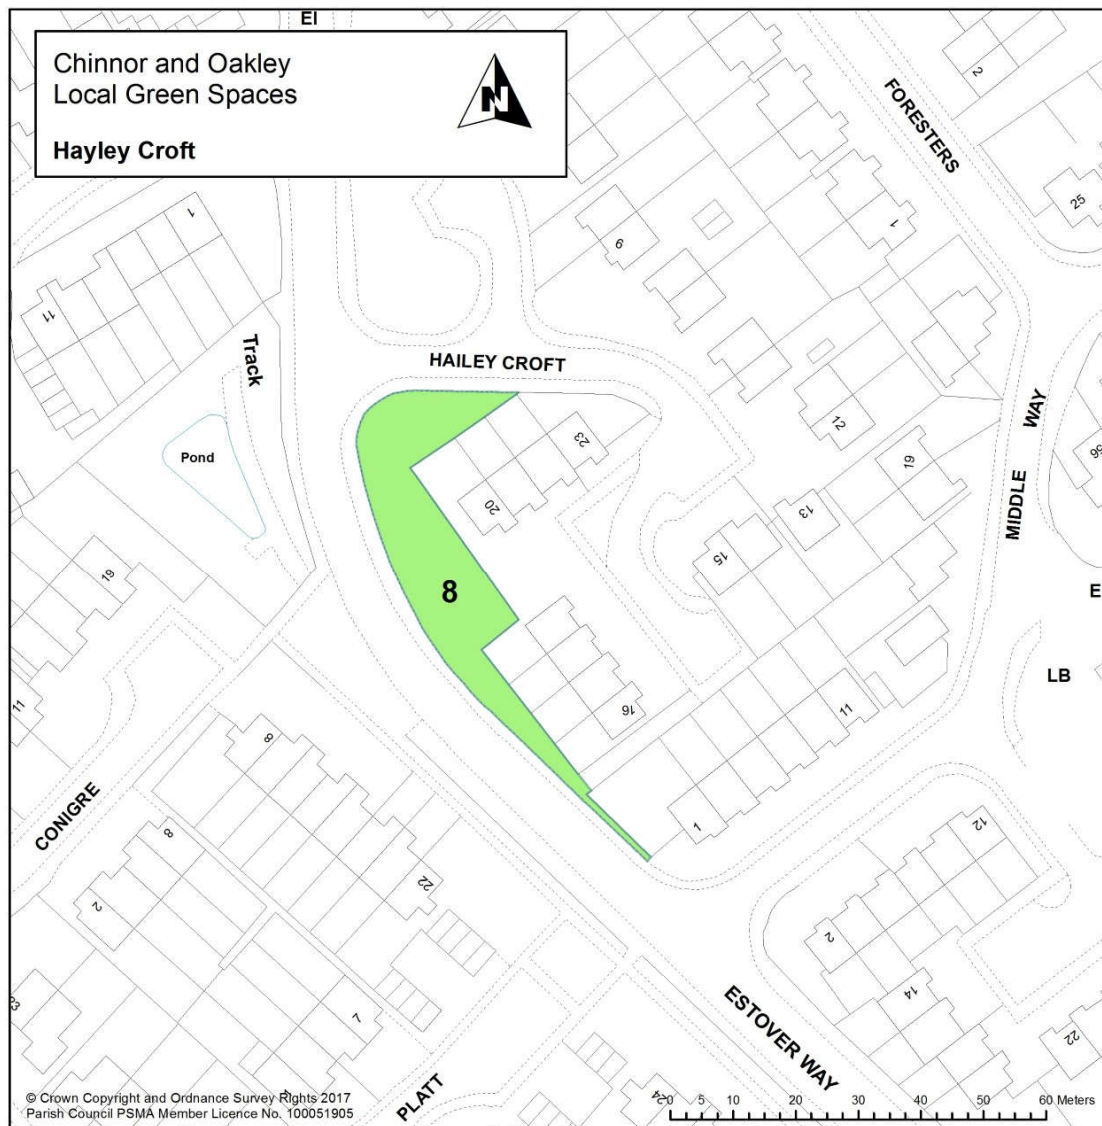 EI
Chinnor and Oakley
Local Green Spaces
N
Hayley Croft
FORESTERS
2
25
1
1
9
11
Track
HAILEY CROFT
MIDDLE WAY
12
23
19
Pond
20
13
15
19
8
E
LB
11
16
11
8
1
CONIGRE
8
22
12
2
2
14
7
ESTOVER WAY
22
PLATT
24
© Crown Copyright and Ordnance Survey Rights 2017
Parish Council PSMA Member Licence No. 100051905
0 5 10 20 30 40 50 60 Meters